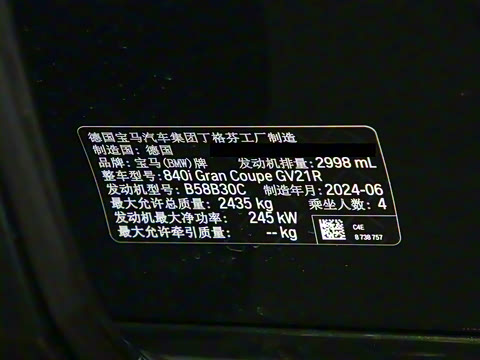 德国宝马汽车集团丁格芬工厂制造
制造国: 德国
品牌: 宝马(BMW)牌 发动机排量: 2998 mL
整车型号: 840i Gran Coupe GV21R
发动机型号: B58B30C 制造年月: 2024-06
最大允许总质量: 2435 kg 乘坐人数: 4
发动机最大净功率: 245 kW
最大允许牵引质量: -- kg
C4E
8 738 757